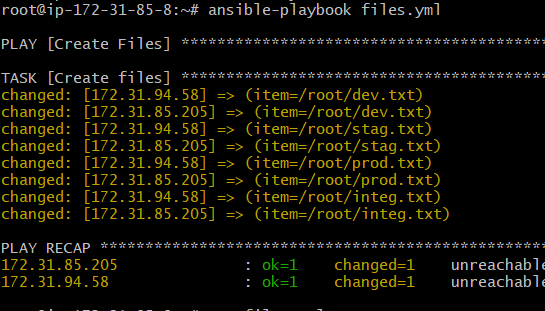 root@ip-172-31-85-8:~# ansible-playbook files.yml
PLAY [Create Files] *****************************************
TASK [Create files] *****************************************
changed: [172.31.94.58] => (item=/root/dev.txt)
changed: [172.31.85.205] => (item=/root/dev.txt)
changed: [172.31.94.58] => (item=/root/stag.txt)
changed: [172.31.85.205] => (item=/root/stag.txt)
changed: [172.31.94.58] => (item=/root/prod.txt)
changed: [172.31.85.205] => (item=/root/prod.txt)
changed: [172.31.94.58] => (item=/root/integ.txt)
changed: [172.31.85.205] => (item=/root/integ.txt)
PLAY RECAP **************************************************
172.31.85.205 : ok=1 changed=1 unreachable
172.31.94.58 : ok=1 changed=1 unreachable